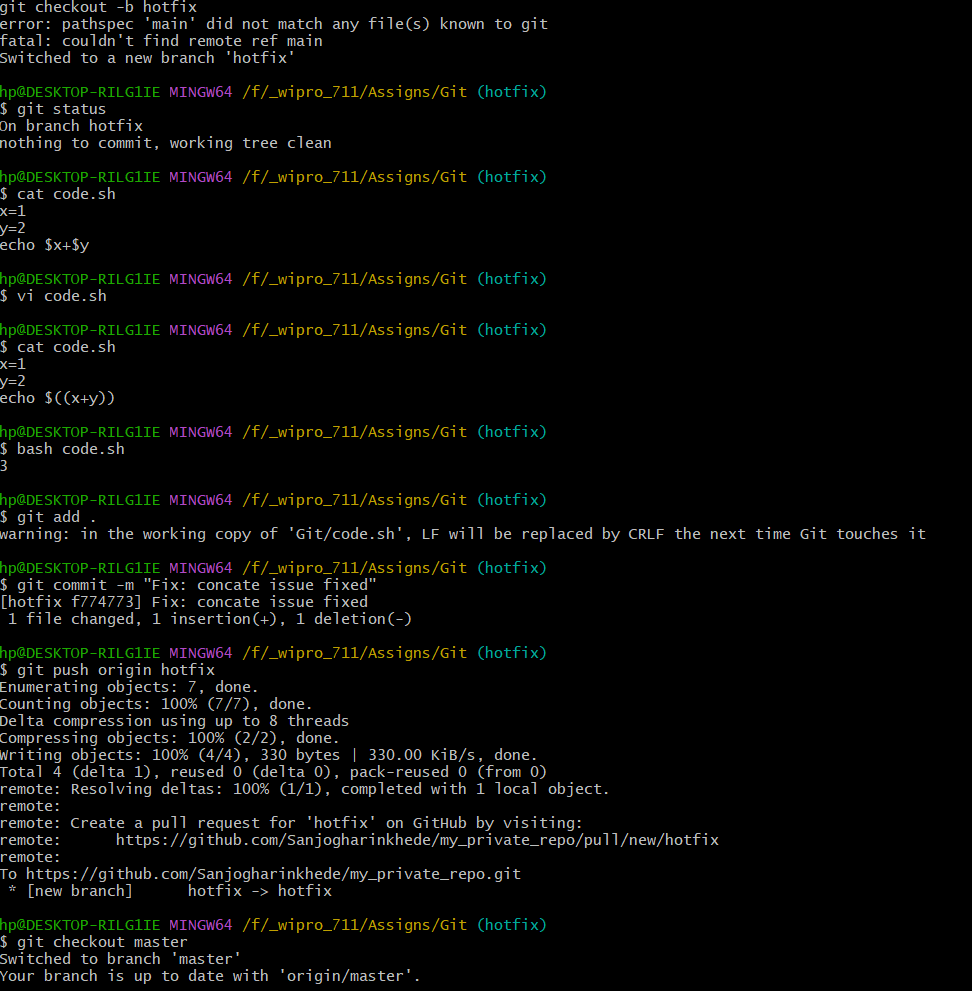 git checkout -b hotfix
error: pathspec 'main' did not match any file(s) known to git
fatal: couldn't find remote ref main
Switched to a new branch 'hotfix'
hp@DESKTOP-RILG1IE MINGW64 /f/_wipro_711/Assigns/Git (hotfix)
$ git status
On branch hotfix
nothing to commit, working tree clean
hp@DESKTOP-RILG1IE MINGW64 /f/_wipro_711/Assigns/Git (hotfix)
$ cat code.sh
x=1
y=2
echo $x+$y
hp@DESKTOP-RILG1IE MINGW64 /f/_wipro_711/Assigns/Git (hotfix)
$ vi code.sh
hp@DESKTOP-RILG1IE MINGW64 /f/_wipro_711/Assigns/Git (hotfix)
$ cat code.sh
x=1
y=2
echo $((x+y))
hp@DESKTOP-RILG1IE MINGW64 /f/_wipro_711/Assigns/Git (hotfix)
$ bash code.sh
3
hp@DESKTOP-RILG1IE MINGW64 /f/_wipro_711/Assigns/Git (hotfix)
$ git add .
warning: in the working copy of 'Git/code.sh', LF will be replaced by CRLF the next time Git touches it
hp@DESKTOP-RILG1IE MINGW64 /f/_wipro_711/Assigns/Git (hotfix)
$ git commit -m "Fix: concate issue fixed"
[hotfix f774773] Fix: concate issue fixed
 1 file changed, 1 insertion(+), 1 deletion(-)
hp@DESKTOP-RILG1IE MINGW64 /f/_wipro_711/Assigns/Git (hotfix)
$ git push origin hotfix
Enumerating objects: 7, done.
Counting objects: 100% (7/7), done.
Delta compression using up to 8 threads
Compressing objects: 100% (2/2), done.
Writing objects: 100% (4/4), 330 bytes | 330.00 KiB/s, done.
Total 4 (delta 1), reused 0 (delta 0), pack-reused 0 (from 0)
remote: Resolving deltas: 100% (1/1), completed with 1 local object.
remote:
remote: Create a pull request for 'hotfix' on GitHub by visiting:
remote:      https://github.com/Sanjogharinkhede/my_private_repo/pull/new/hotfix
remote:
To https://github.com/Sanjogharinkhede/my_private_repo.git
 * [new branch]      hotfix -> hotfix
hp@DESKTOP-RILG1IE MINGW64 /f/_wipro_711/Assigns/Git (hotfix)
$ git checkout master
Switched to branch 'master'
Your branch is up to date with 'origin/master'.